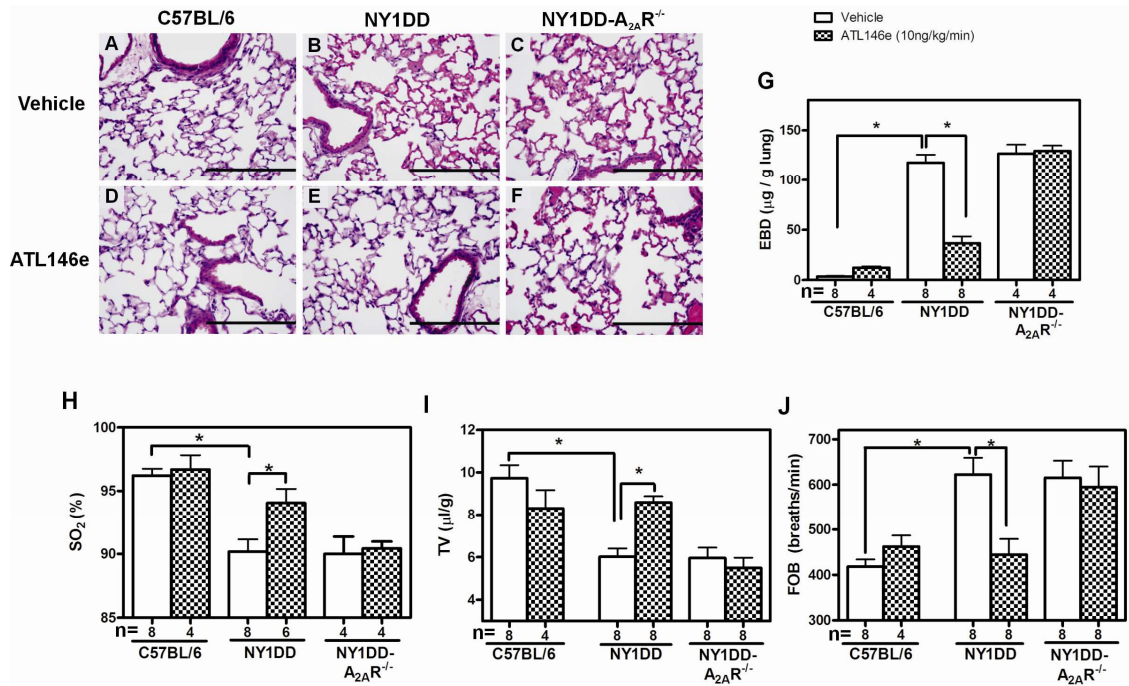 C57BL/6
NY1DD
NY1DD-A2AR-/-
Vehicle
A
B
C
ATL146e
D
E
F
Vehicle
ATL146e (10ng/kg/min)
G
EBD (µg / g lung)
150
100
50
0
* *
n= 8 4 8 8 4 4
C57BL/6
NY1DD
NY1DD-
A2AR-/-
H
SO2 (%)
100
95
90
85
* *
n= 8 4 8 6 4 4
C57BL/6
NY1DD
NY1DD-
A2AR-/-
I
TV (µl/g)
12
10
8
6
4
* *
n= 8 4 8 8 8 8
C57BL/6
NY1DD
NY1DD-
A2AR-/-
J
FOB (breaths/min)
700
600
500
400
300
* *
n= 8 4 8 8 8 8
C57BL/6
NY1DD
NY1DD-
A2AR-/-